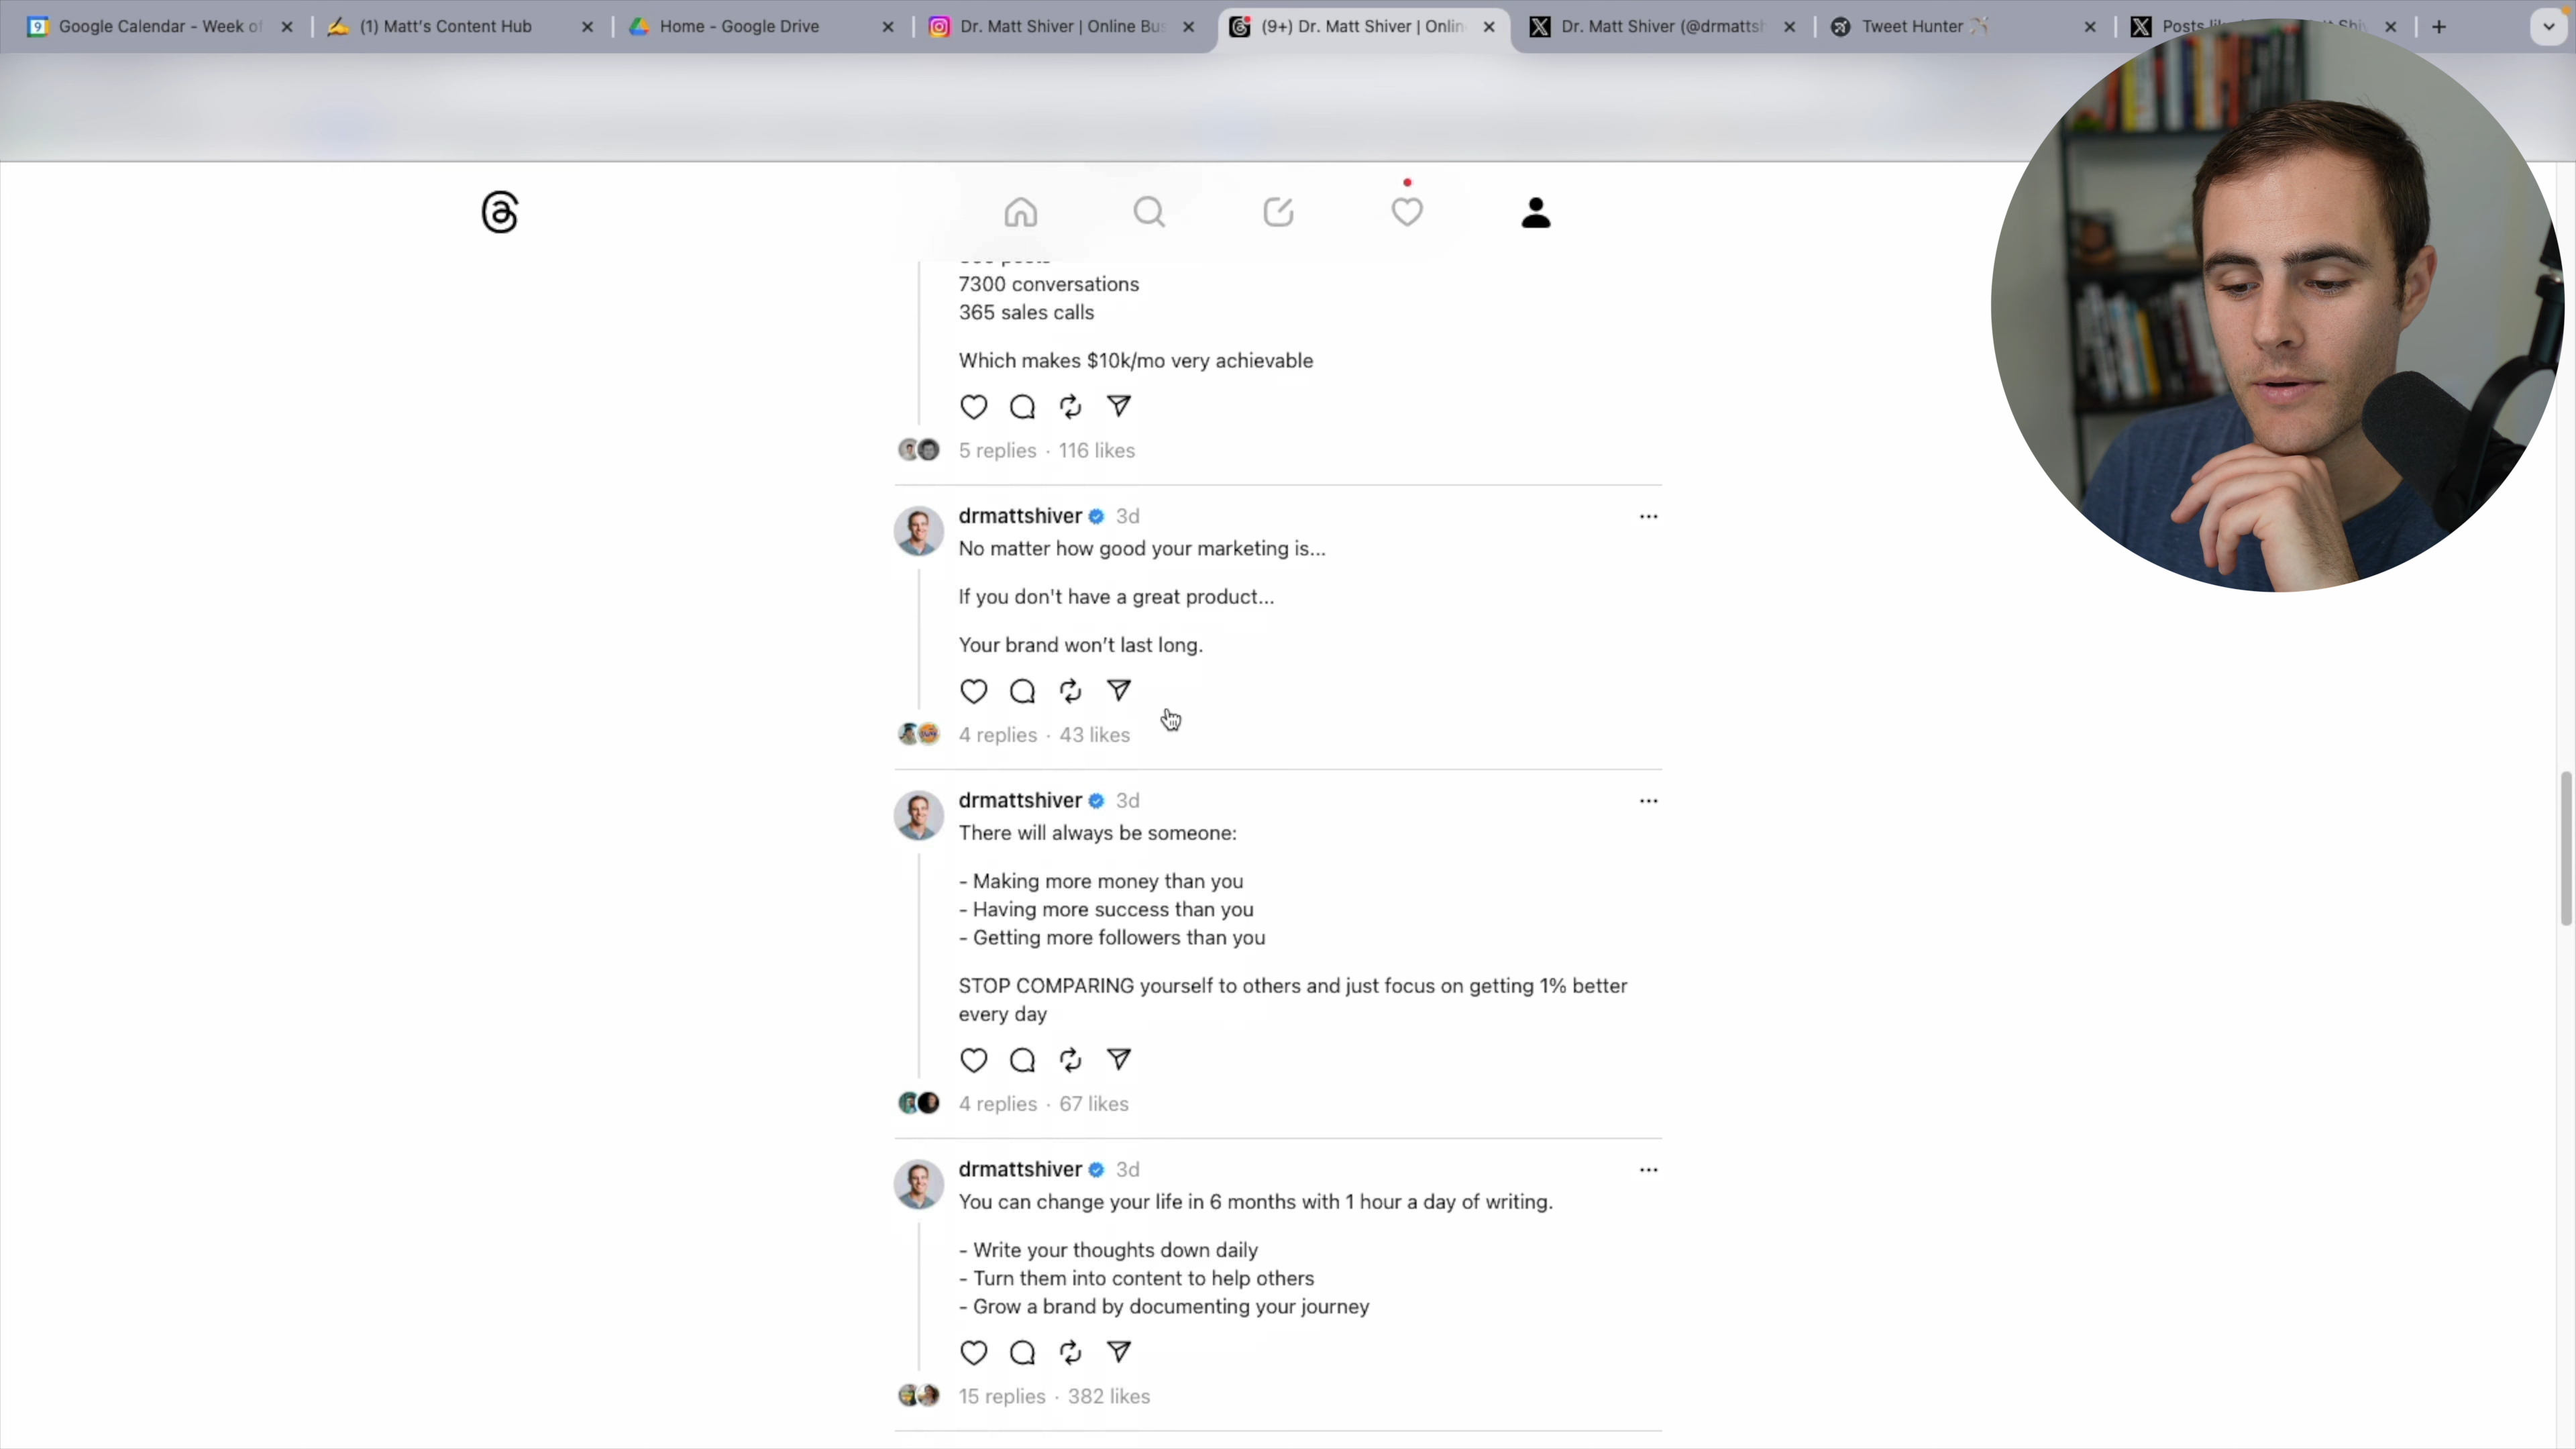 Google Calendar - Week of
(1) Matt's Content Hub
Home - Google Drive
Dr. Matt Shiver | Online Bus
(9+) Dr. Matt Shiver | Onlin
Dr. Matt Shiver (@drmattsh
Tweet Hunter
Posts
7300 conversations
365 sales calls
Which makes $10k/mo very achievable
5 replies · 116 likes
drmattshiver 3d
No matter how good your marketing is...
If you don't have a great product...
Your brand won’t last long.
4 replies · 43 likes
drmattshiver 3d
There will always be someone:
- Making more money than you
- Having more success than you
- Getting more followers than you
STOP COMPARING yourself to others and just focus on getting 1% better
every day
4 replies · 67 likes
drmattshiver 3d
You can change your life in 6 months with 1 hour a day of writing.
- Write your thoughts down daily
- Turn them into content to help others
- Grow a brand by documenting your journey
15 replies · 382 likes